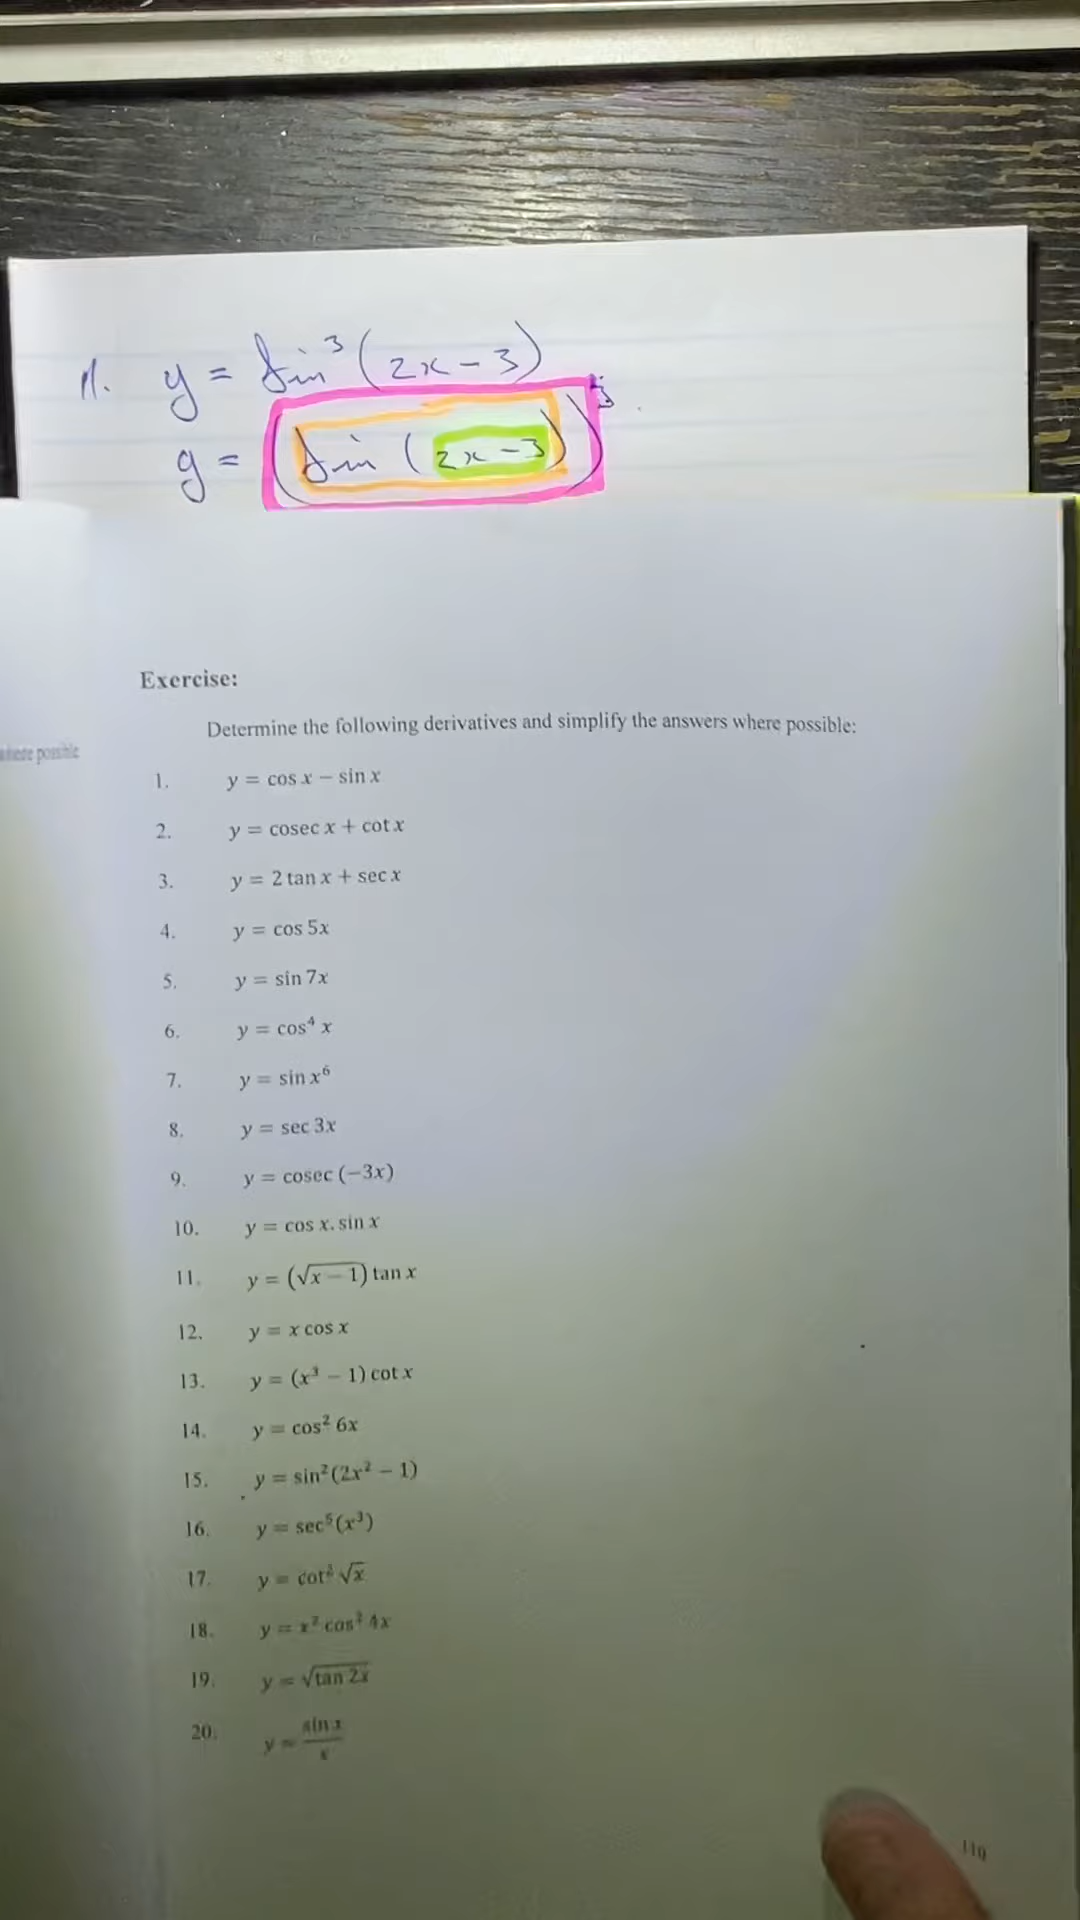 11. y = sin³(2x-3)
y = (sin(2x-3))³
Exercise:
Determine the following derivatives and simplify the answers where possible:
where possible
1. y = cos x − sin x
2. y = cosec x + cot x
3. y = 2 tan x + sec x
4. y = cos 5x
5. y = sin 7x
6. y = cos⁴ x
7. y = sin x⁶
8. y = sec 3x
9. y = cosec (−3x)
10. y = cos x. sin x
11. y = (√x − 1) tan x
12. y = x cos x
13. y = (x³ − 1) cot x
14. y = cos² 6x
15. y = sin²(2x² − 1)
16. y = sec⁵(x³)
17. y = cot √x
18. y = x² cos² 4x
19. y = √tan 2x
20. y = sin x / x
119